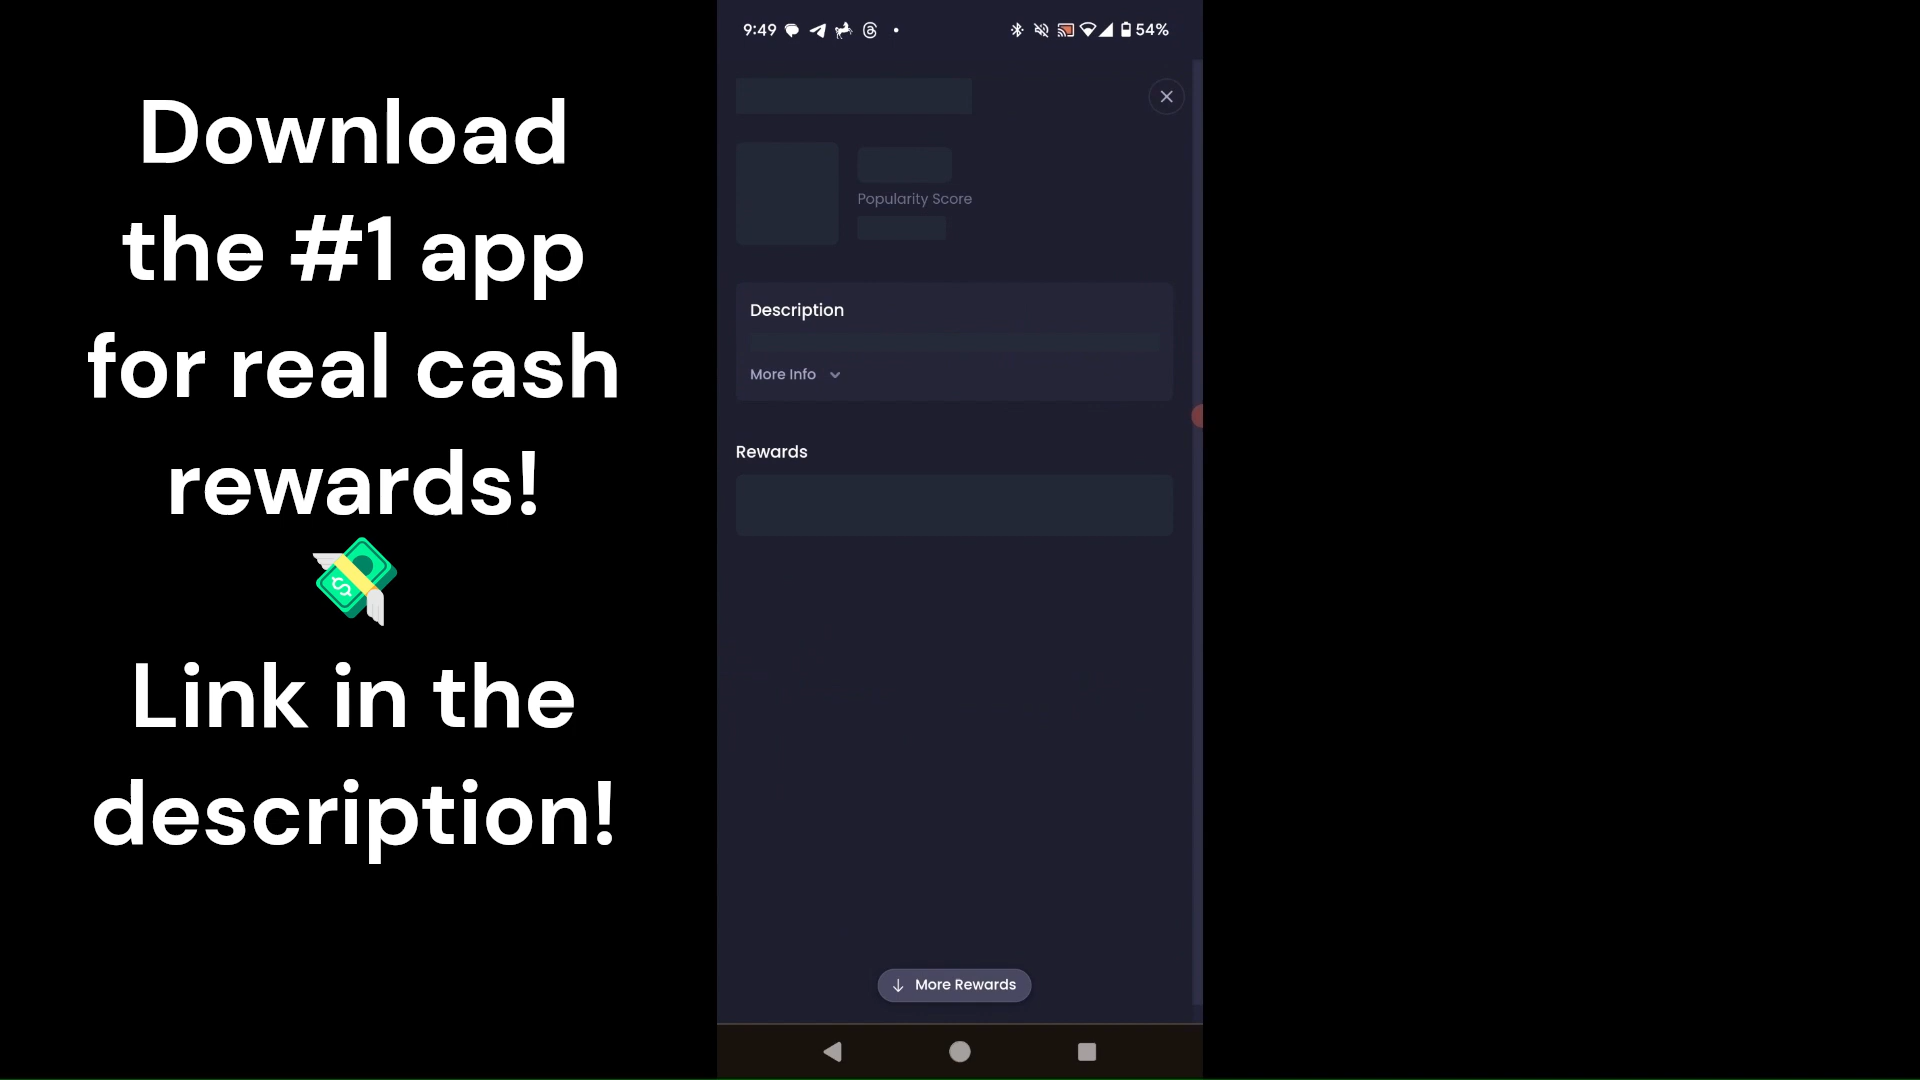 Download
the #1 app
for real cash
rewards!
Link in the
description!
9:49
54%
Popularity Score
Description
More Info
Rewards
More Rewards